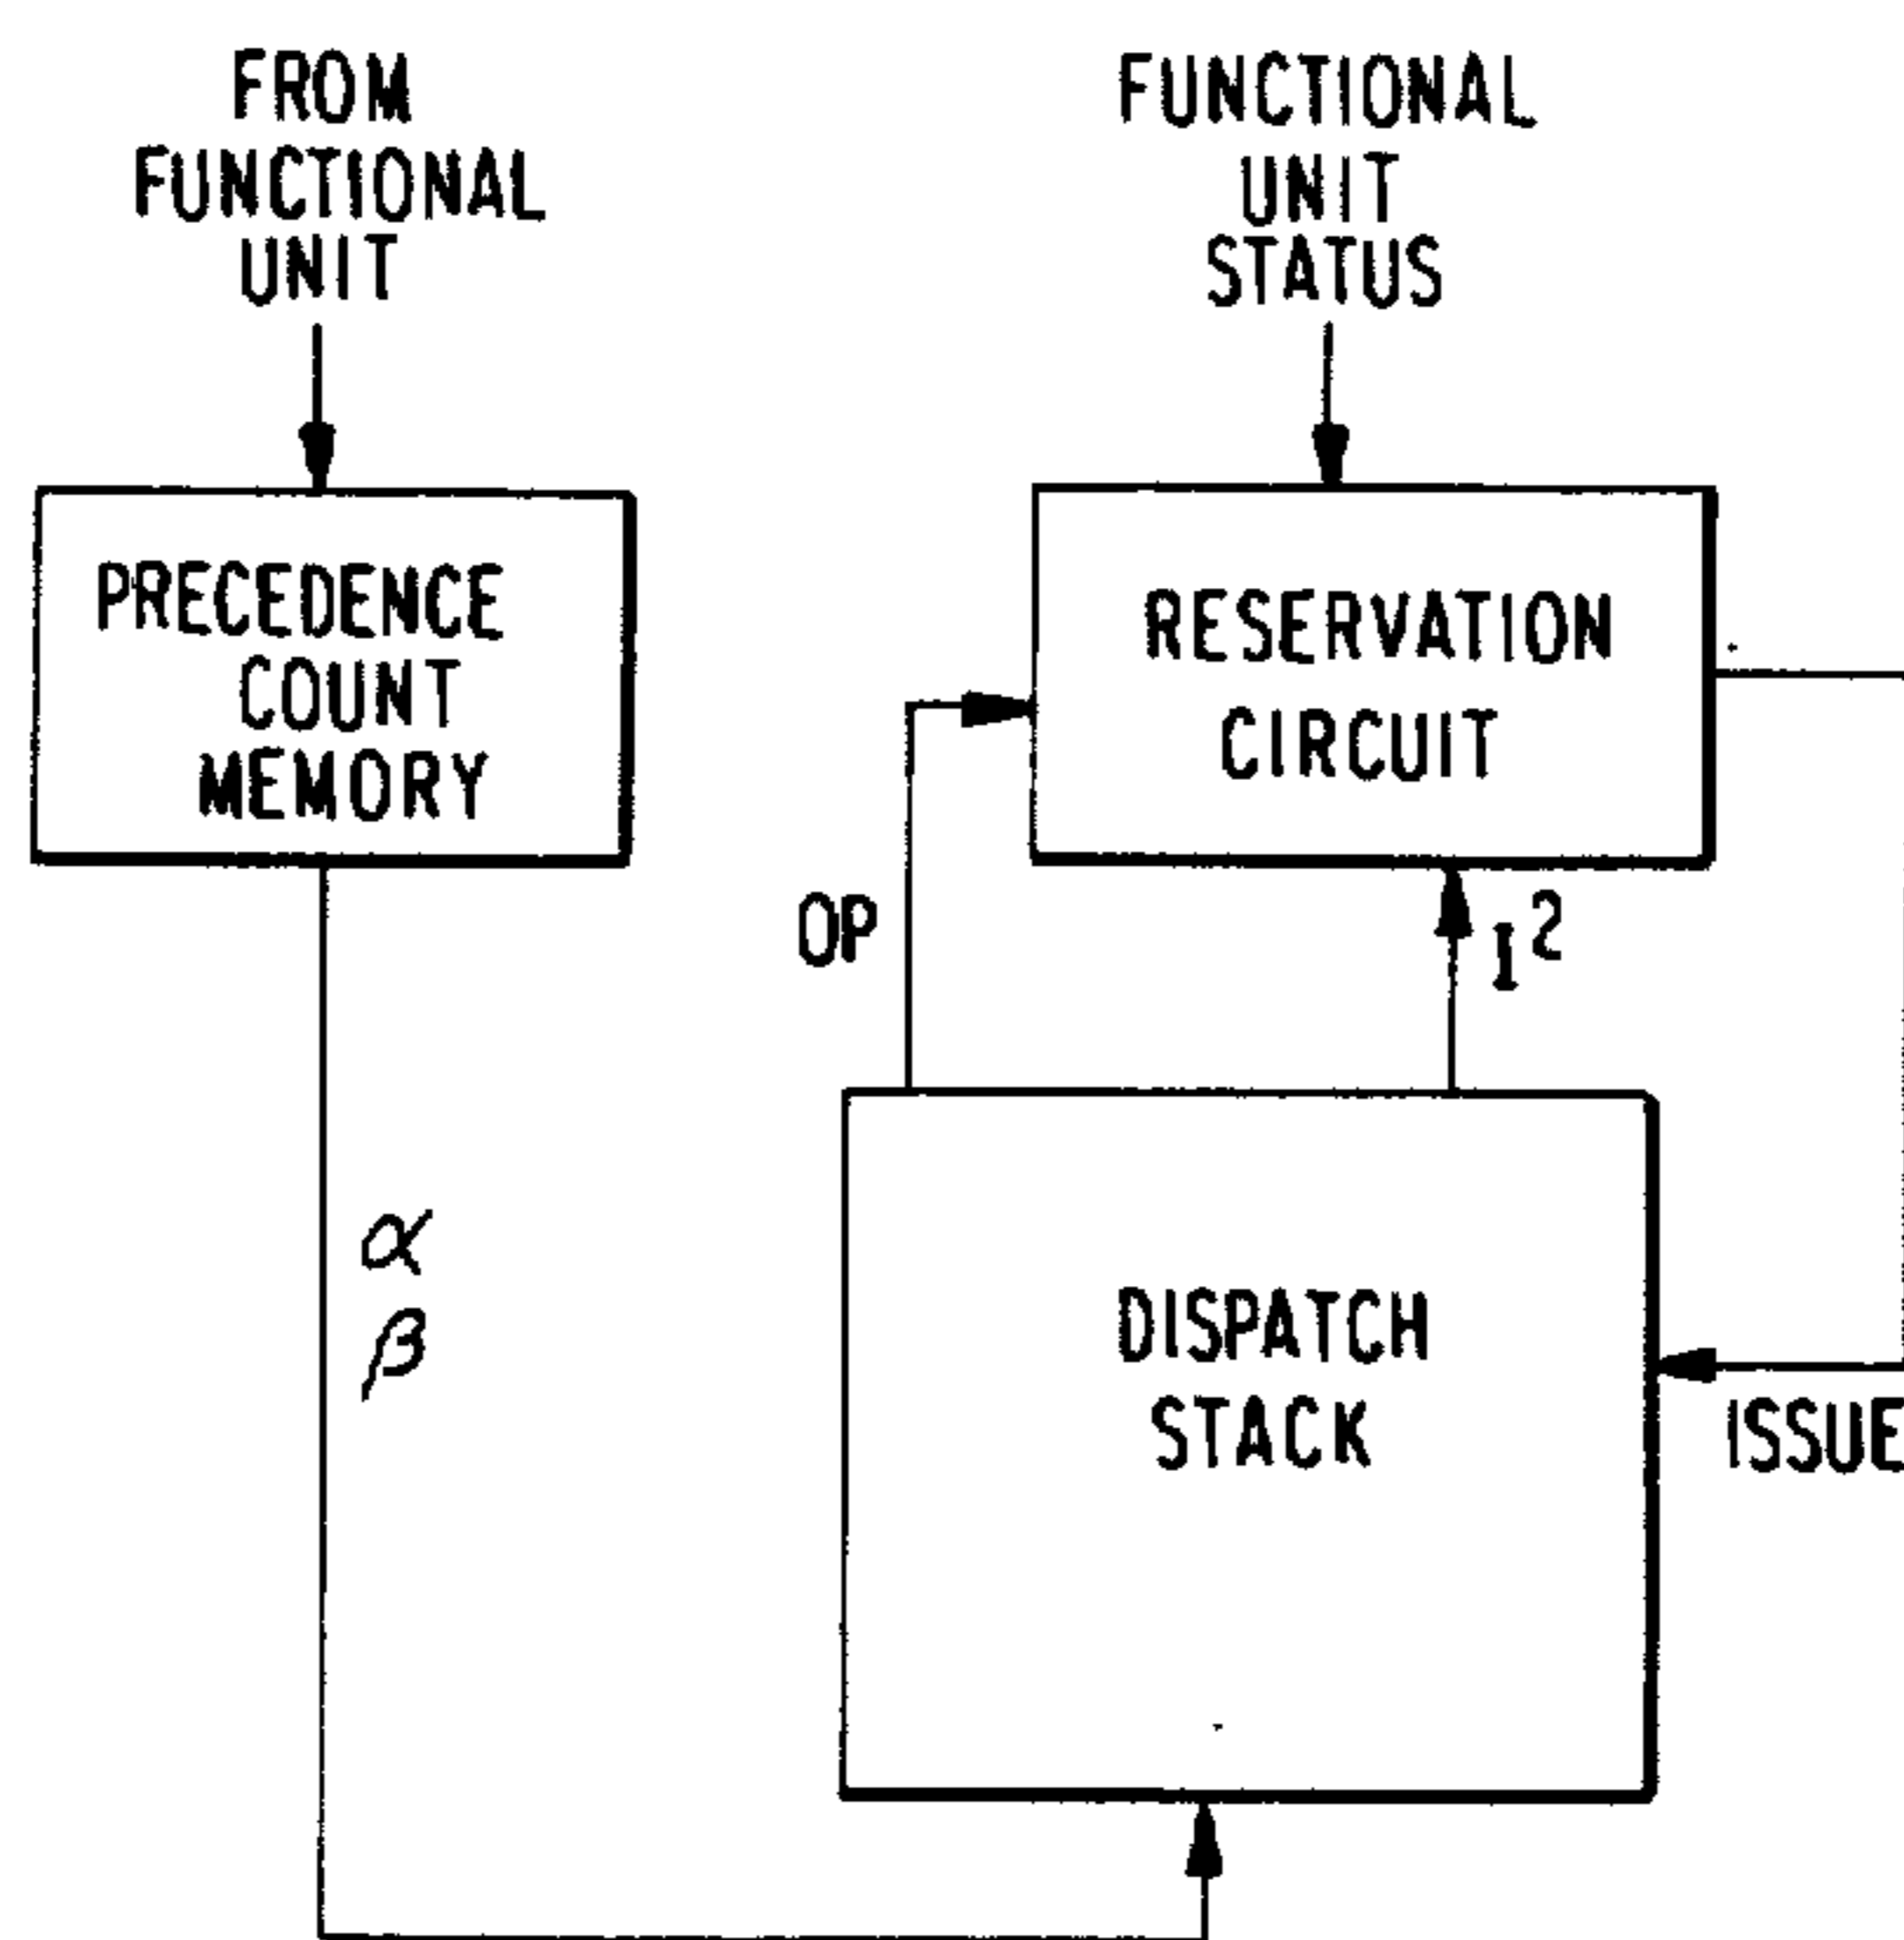 FROM
FUNCTIONAL
UNIT
FUNCTIONAL
UNIT
STATUS
PRECEDENCE
COUNT
MEMORY
RESERVATION
CIRCUIT
OP
I²
α
β
DISPATCH
STACK
ISSUE